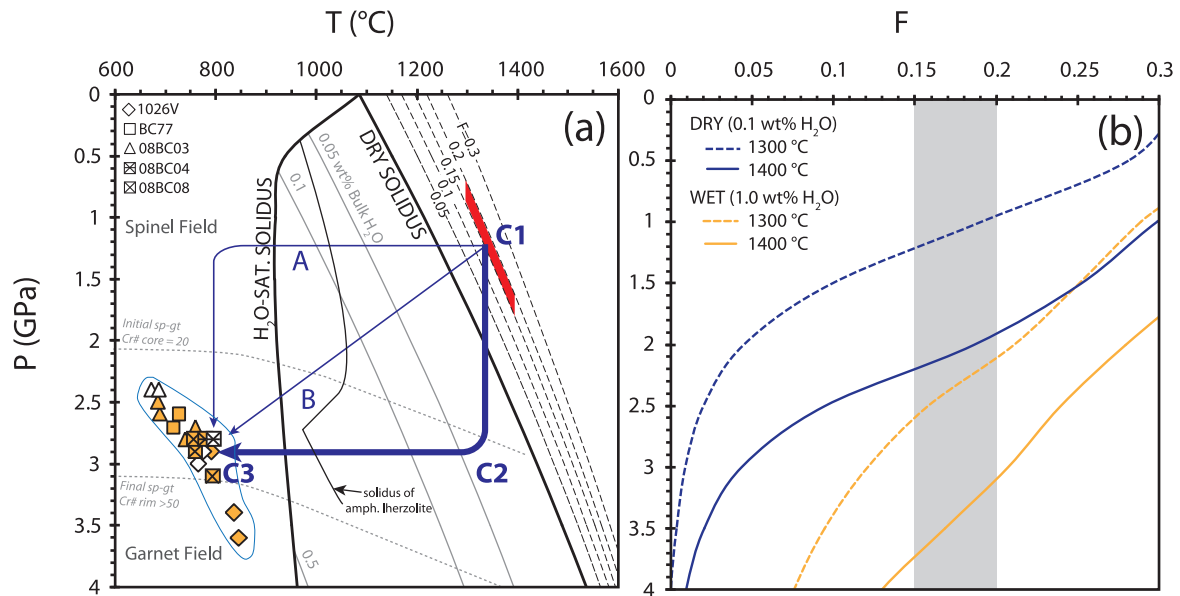 T (°C)
600 800 1000 1200 1400 1600
P (GPa)
0
0.5
1
1.5
2
2.5
3
3.5
4
(a)
1026V
BC77
08BC03
08BC04
08BC08
Spinel Field
Garnet Field
H₂O-SAT. SOLIDUS
DRY SOLIDUS
0.05 wt% Bulk H₂O
0.1
0.5
F=0.3
0.2
0.15
0.1
0.05
C1
A
B
C2
C3
Initial sp-gt
Cr# core = 20
Final sp-gt
Cr# rim >50
solidus of
amph. lherzolite
F
0 0.05 0.1 0.15 0.2 0.25 0.3
0
0.5
1
1.5
2
2.5
3
3.5
4
(b)
DRY (0.1 wt% H₂O)
1300 °C
1400 °C
WET (1.0 wt% H₂O)
1300 °C
1400 °C